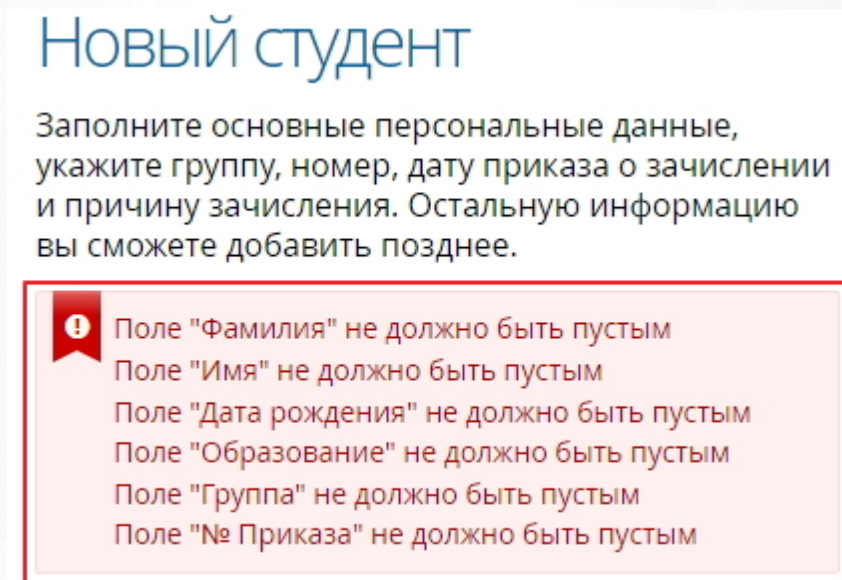 Новый студент
Заполните основные персональные данные,
укажите группу, номер, дату приказа о зачислении
и причину зачисления. Остальную информацию
вы сможете добавить позднее.
Поле "Фамилия" не должно быть пустым
Поле "Имя" не должно быть пустым
Поле "Дата рождения" не должно быть пустым
Поле "Образование" не должно быть пустым
Поле "Группа" не должно быть пустым
Поле "№ Приказа" не должно быть пустым